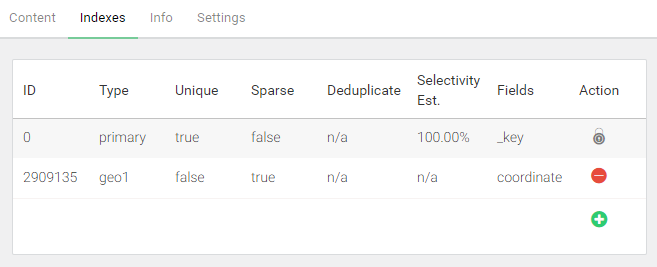 Content Indexes Info Settings
ID Type Unique Sparse Deduplicate Selectivity Est. Fields Action
0 primary true false n/a 100.00% _key
2909135 geo1 false true n/a n/a coordinate